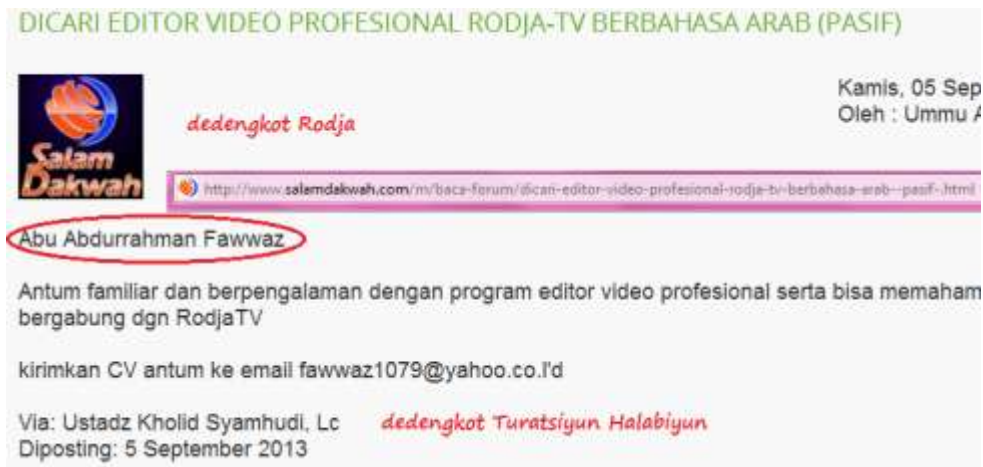 DICARI EDITOR VIDEO PROFESIONAL RODJA-TV BERBAHASA ARAB (PASIF)
Kamis, 05 Sep
Oleh : Ummu A
dedengkot Rodja
Salam
Dakwah
http://www.salamdakwah.com/m/baca-forum/dicari-editor-video-profesional-rodja-tv-berbahasa-arab--pasif-.html
Abu Abdurrahman Fawwaz
Antum familiar dan berpengalaman dengan program editor video profesional serta bisa memaham
bergabung dgn RodjaTV
kirimkan CV antum ke email fawwaz1079@yahoo.co.I'd
Via: Ustadz Kholid Syamhudi, Lc
dedengkot Turatsiyun Halabiyun
Diposting: 5 September 2013